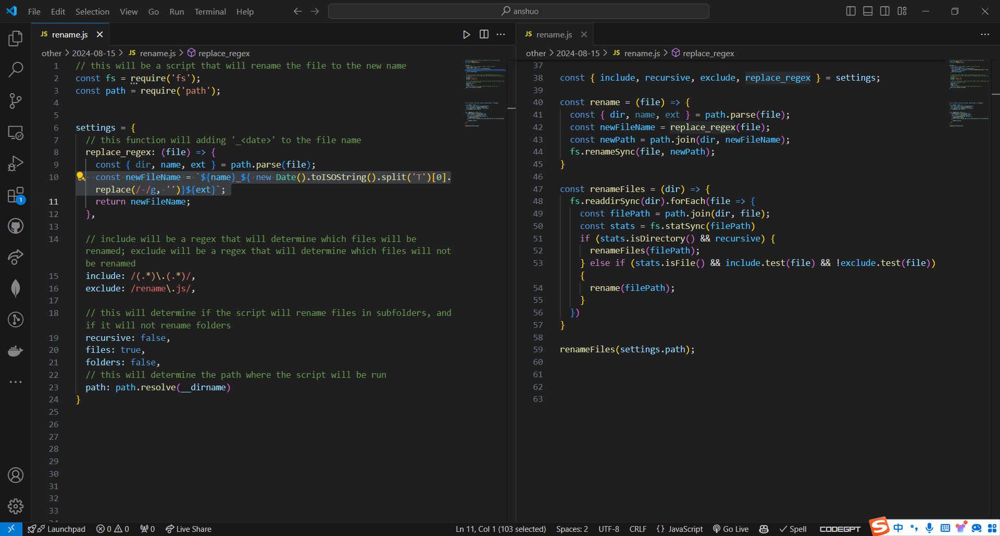 File Edit Selection View Go Run Terminal Help
anshuo
JS rename.js
other > 2024-08-15 > JS rename.js > replace_regex
1 // this will be a script that will rename the file to the new name
2 const fs = require('fs');
3 const path = require('path');
4
5
6 settings = {
7 // this function will adding '_<date>' to the file name
8 replace_regex: (file) => {
9 const { dir, name, ext } = path.parse(file);
10 const newFileName = `${name}_${ new Date().toISOString().split('T')[0].
replace(/-/g, '')}${ext}`;
11 return newFileName;
12 },
13
14 // include will be a regex that will determine which files will be
renamed; exclude will be a regex that will determine which files will not
be renamed
15 include: /(.*)\.(.*)/,
16 exclude: /rename\.js/,
17
18 // this will determine if the script will rename files in subfolders, and
if it will not rename folders
19 recursive: false,
20 files: true,
21 folders: false,
22 // this will determine the path where the script will be run
23 path: path.resolve(__dirname)
24 }
25
26
27
28
29
30
31
32
33
JS rename.js
other > 2024-08-15 > JS rename.js > replace_regex
37
38 const { include, recursive, exclude, replace_regex } = settings;
39
40 const rename = (file) => {
41 const { dir, name, ext } = path.parse(file);
42 const newFileName = replace_regex(file);
43 const newPath = path.join(dir, newFileName);
44 fs.renameSync(file, newPath);
45 }
46
47 const renameFiles = (dir) => {
48 fs.readdirSync(dir).forEach(file => {
49 const filePath = path.join(dir, file);
50 const stats = fs.statSync(filePath)
51 if (stats.isDirectory() && recursive) {
52 renameFiles(filePath);
53 } else if (stats.isFile() && include.test(file) && !exclude.test(file))
{
54 rename(filePath);
55 }
56 })
57 }
58
59 renameFiles(settings.path);
60
61
62
63
1
Launchpad 0 0 0 Live Share
Ln 11, Col 1 (103 selected) Spaces: 2 UTF-8 CRLF {} JavaScript Go Live Spell CODEGPT
S 中